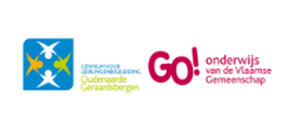 CENTRUM VOOR
LEERLINGENBEGELEIDING
Oudenaarde
Geraardsbergen
GO! onderwijs
van de Vlaamse
Gemeenschap